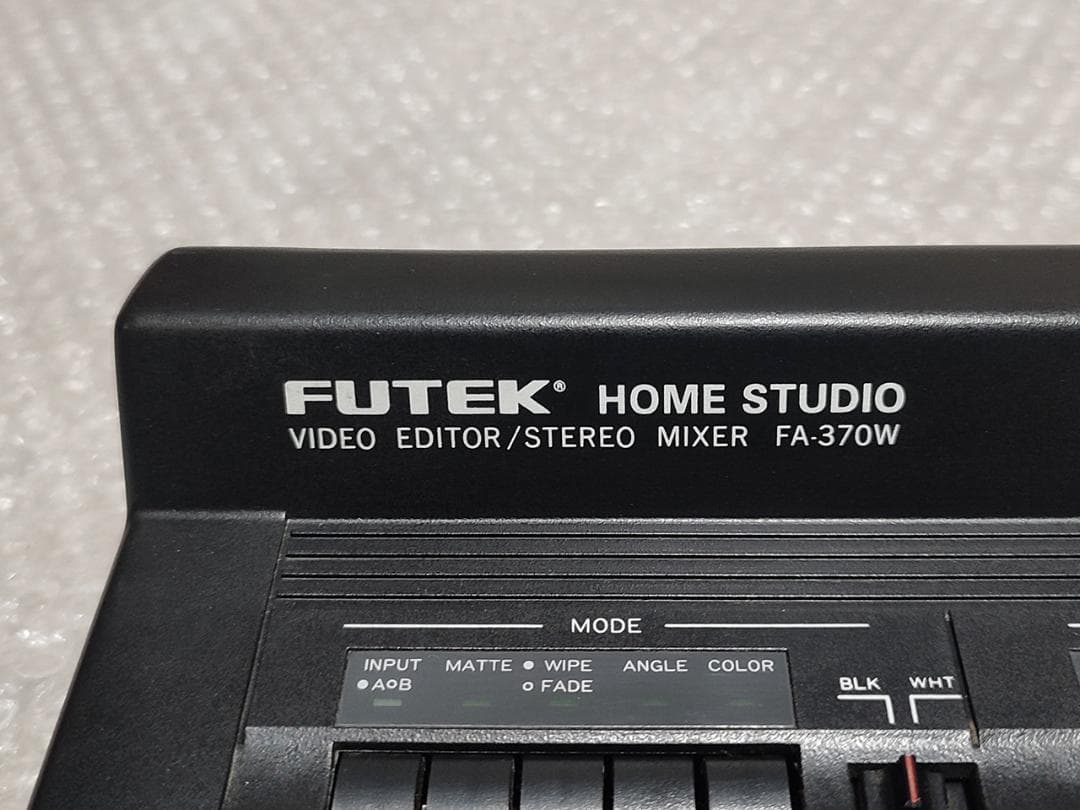 FUTEK® HOME STUDIO
VIDEO EDITOR/STEREO MIXER FA-370W
MODE
INPUT MATTE ● WIPE ANGLE COLOR
●A○B ○ FADE
BLK WHT